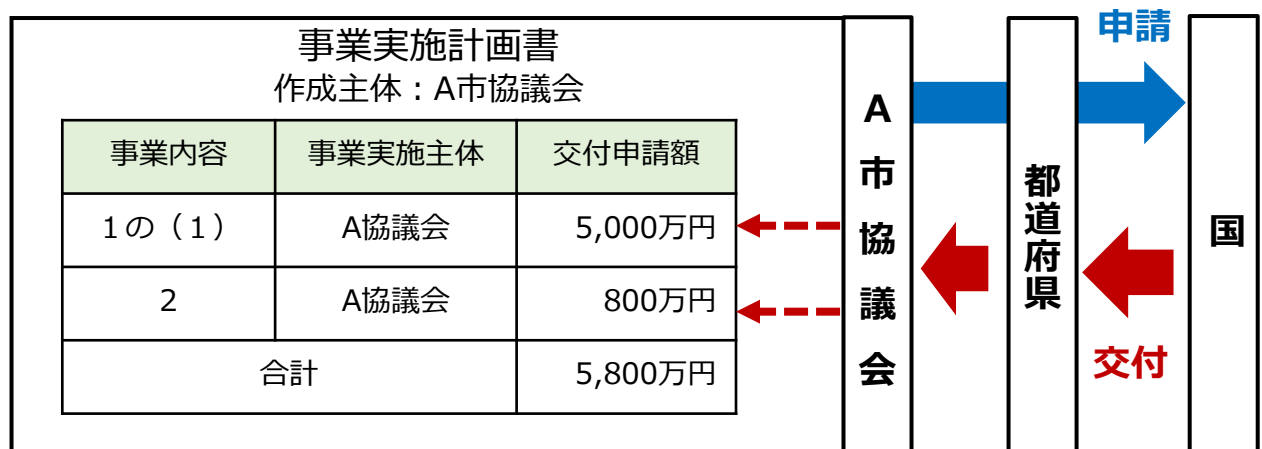 事業実施計画書
作成主体：A市協議会
事業内容 事業実施主体 交付申請額
１の（１） A協議会 5,000万円
２ A協議会 800万円
合計 5,800万円
A市協議会
申請
都道府県
交付
国